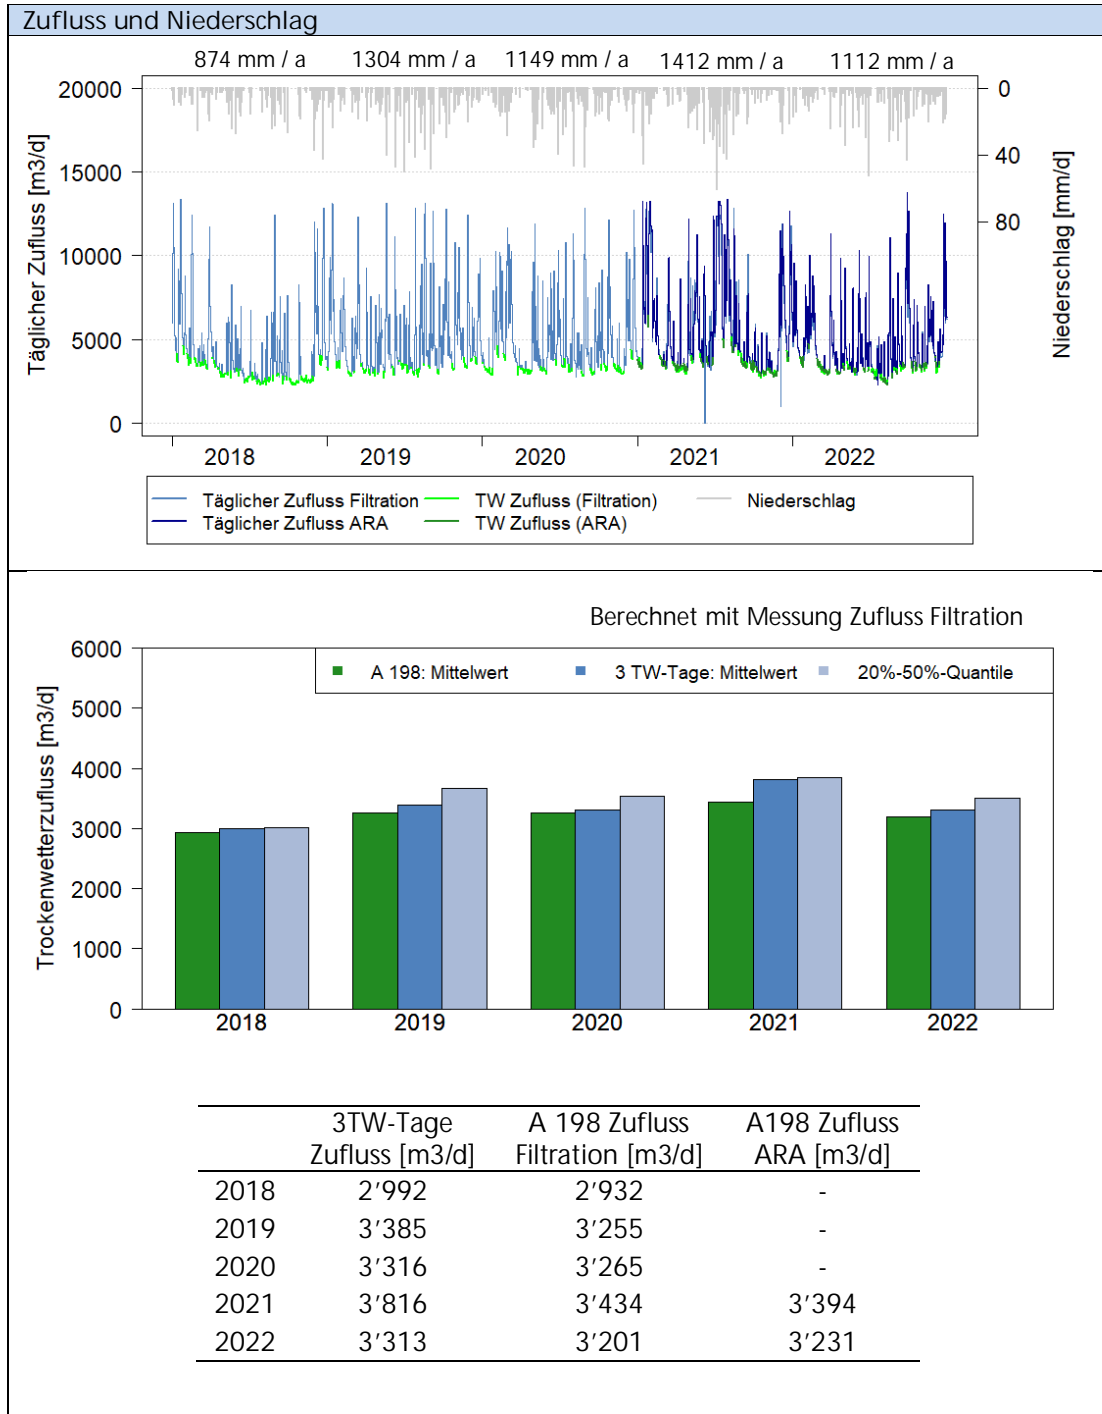 Zufluss und Niederschlag
874 mm / a 1304 mm / a 1149 mm / a 1412 mm / a 1112 mm / a
Täglicher Zufluss [m3/d]
20000
15000
10000
5000
0
0
40
80
Niederschlag [mm/d]
2018 2019 2020 2021 2022
Täglicher Zufluss Filtration TW Zufluss (Filtration) Niederschlag
Täglicher Zufluss ARA TW Zufluss (ARA)
Berechnet mit Messung Zufluss Filtration
Trockenwetterzufluss [m3/d]
6000
5000
4000
3000
2000
1000
0
A 198: Mittelwert 3 TW-Tage: Mittelwert 20%-50%-Quantile
2018 2019 2020 2021 2022
3TW-Tage A 198 Zufluss A198 Zufluss
Zufluss [m3/d] Filtration [m3/d] ARA [m3/d]
2018 2’992 2’932 -
2019 3’385 3’255 -
2020 3’316 3’265 -
2021 3’816 3’434 3’394
2022 3’313 3’201 3’231